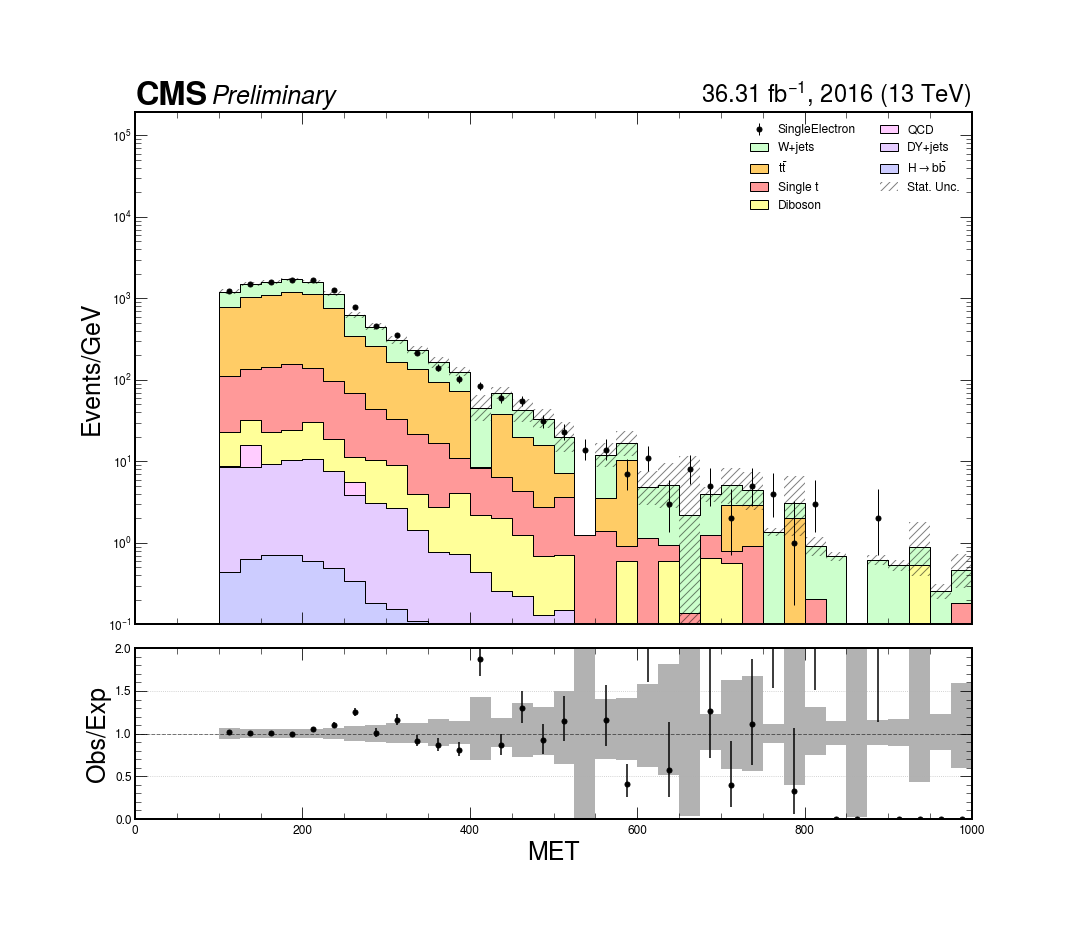 CMS Preliminary
36.31 fb⁻¹, 2016 (13 TeV)
Events/GeV
10⁵
10⁴
10³
10²
10¹
10⁰
10⁻¹
SingleElectron
W+jets
tt̄
Single t
Diboson
QCD
DY+jets
H→bb̄
Stat. Unc.
Obs/Exp
2.0
1.5
1.0
0.5
0.0
0 200 400 600 800 1000
MET